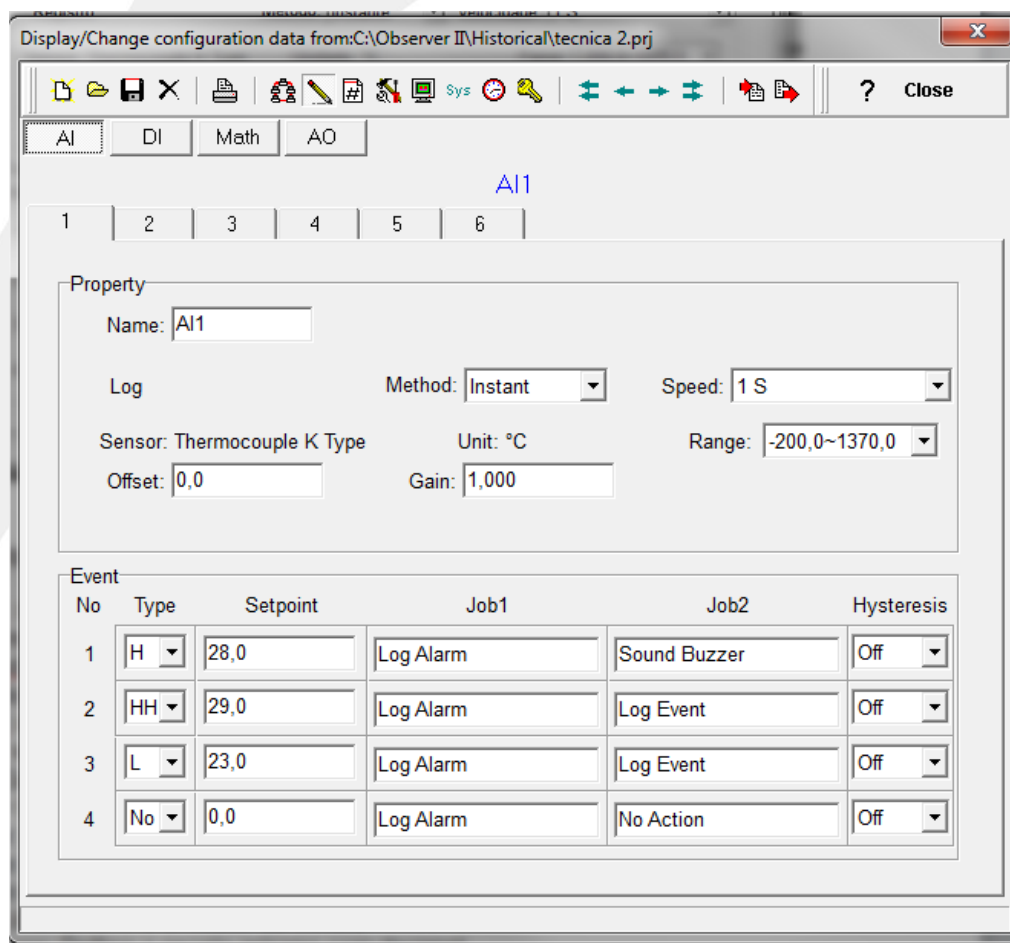 Display/Change configuration data from:C:\Observer II\Historical\tecnica 2.prj
Sys ? Close
AI DI Math AO
AI1
1 2 3 4 5 6
Property
Name: AI1
Log Method: Instant Speed: 1 S
Sensor: Thermocouple K Type Unit: °C Range: -200,0~1370,0
Offset: 0,0 Gain: 1,000
Event
No Type Setpoint Job1 Job2 Hysteresis
1 H 28,0 Log Alarm Sound Buzzer Off
2 HH 29,0 Log Alarm Log Event Off
3 L 23,0 Log Alarm Log Event Off
4 No 0,0 Log Alarm No Action Off